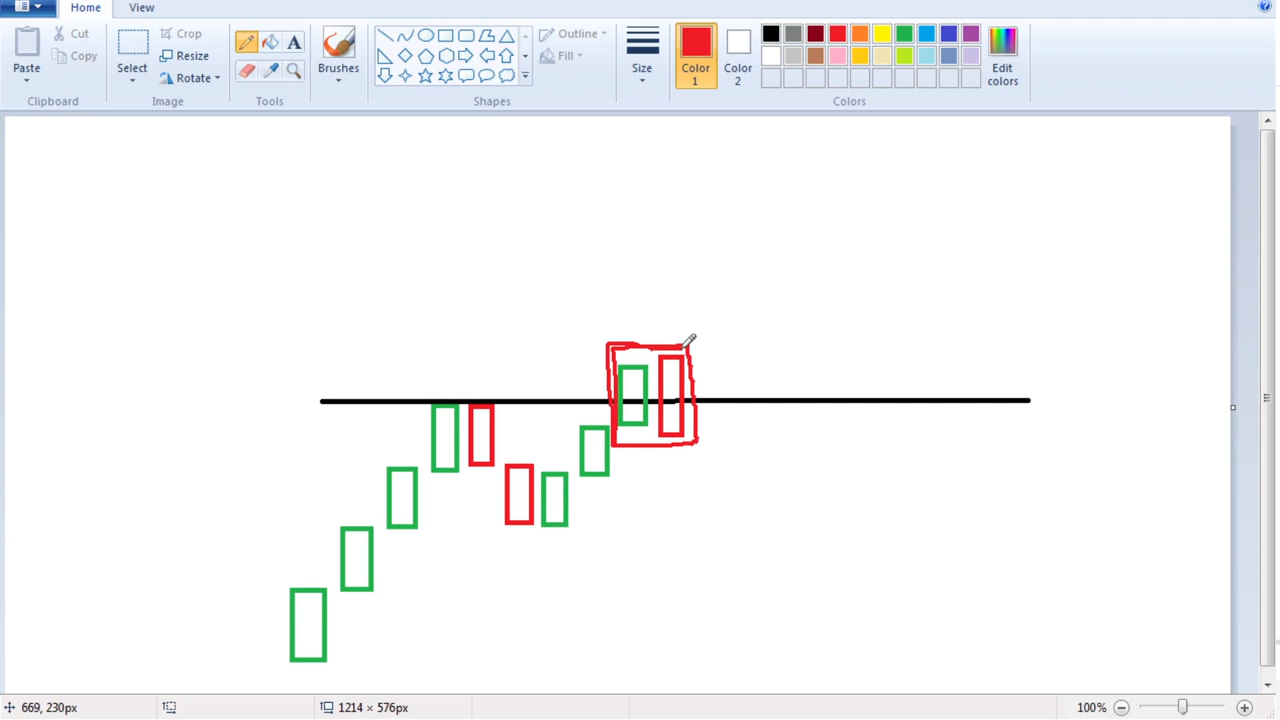 Home View
Paste
Cut
Copy
Clipboard
Select
Crop
Resize
Rotate
Image
A
Tools
Brushes
Outline
Fill
Shapes
Size
Color 1
Color 2
Edit colors
Colors
669, 230px
1214 × 576px
100%